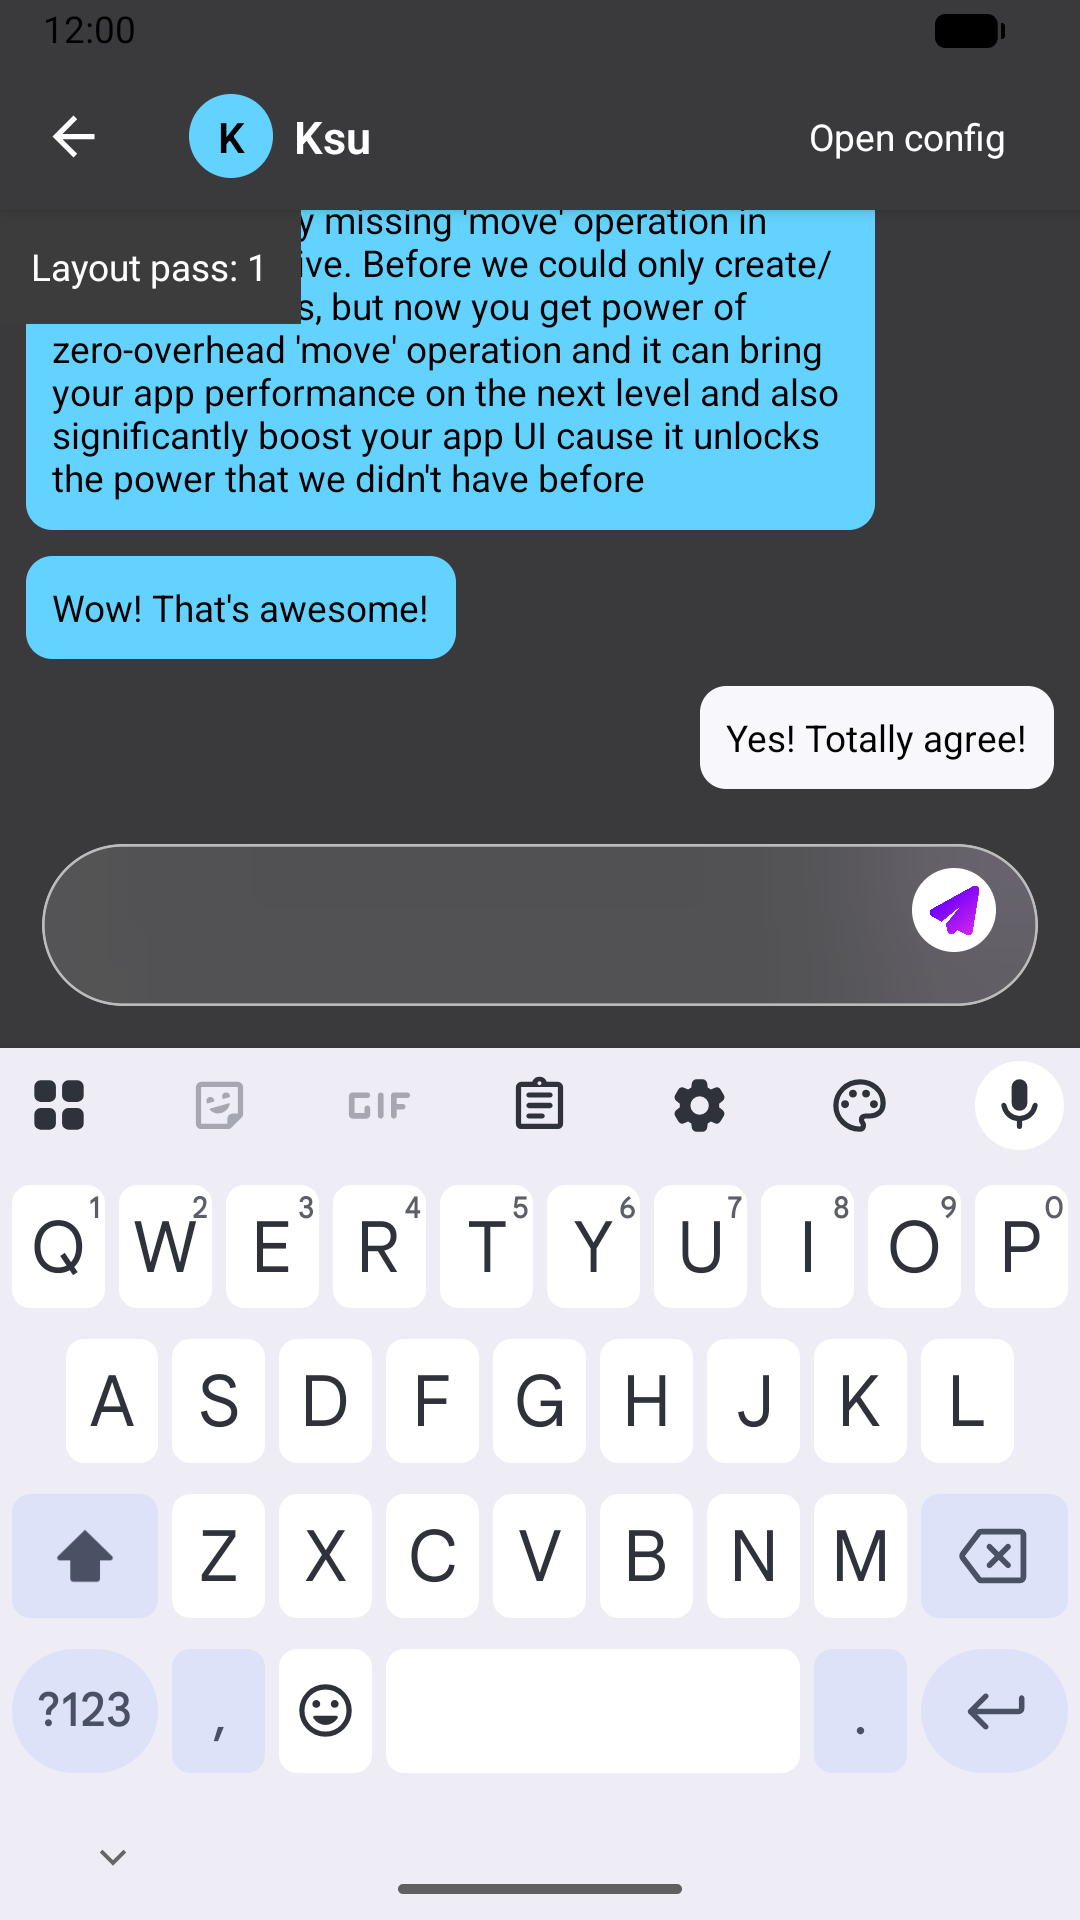 12:00
K Ksu Open config
y missing 'move' operation in
Layout pass: 1 ive. Before we could only create/
s, but now you get power of
zero-overhead 'move' operation and it can bring
your app performance on the next level and also
significantly boost your app UI cause it unlocks
the power that we didn't have before
Wow! That's awesome!
Yes! Totally agree!
GIF
Q1 W2 E3 R4 T5 Y6 U7 I8 O9 P0
A S D F G H J K L
Z X C V B N M
?123 , .